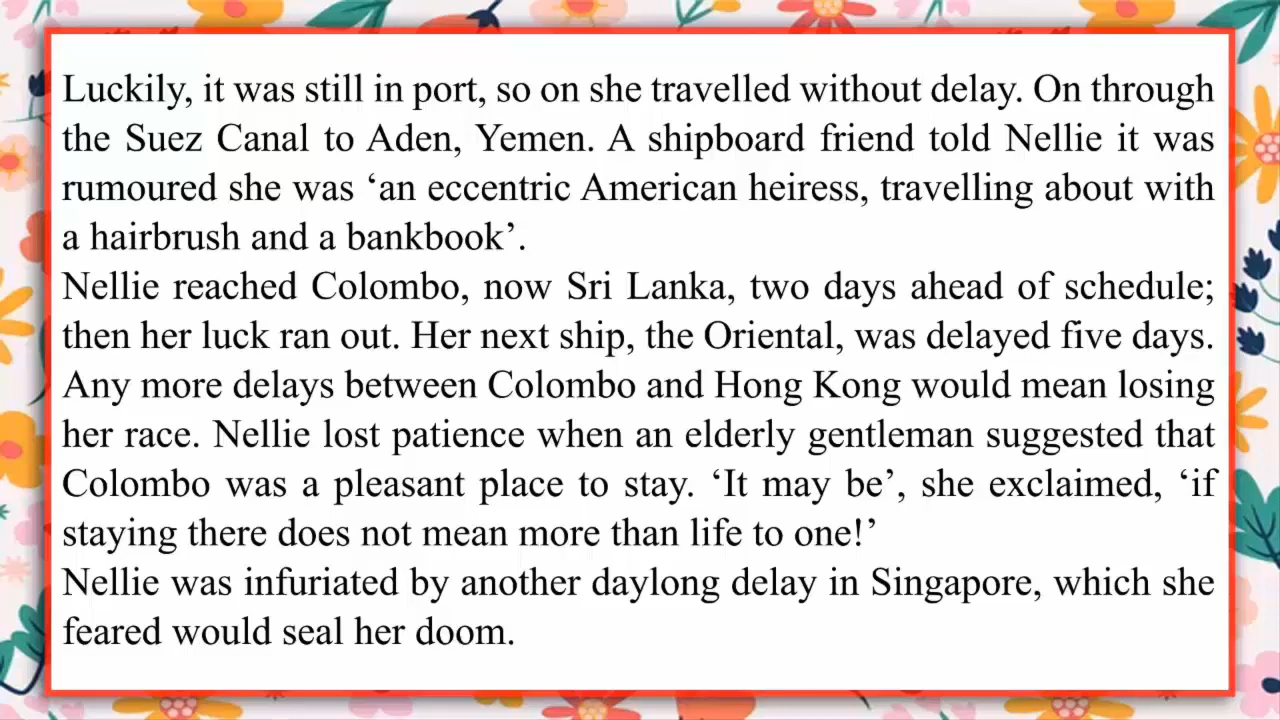 Luckily, it was still in port, so on she travelled without delay. On through
the Suez Canal to Aden, Yemen. A shipboard friend told Nellie it was
rumoured she was ‘an eccentric American heiress, travelling about with
a hairbrush and a bankbook’.
Nellie reached Colombo, now Sri Lanka, two days ahead of schedule;
then her luck ran out. Her next ship, the Oriental, was delayed five days.
Any more delays between Colombo and Hong Kong would mean losing
her race. Nellie lost patience when an elderly gentleman suggested that
Colombo was a pleasant place to stay. ‘It may be’, she exclaimed, ‘if
staying there does not mean more than life to one!’
Nellie was infuriated by another daylong delay in Singapore, which she
feared would seal her doom.